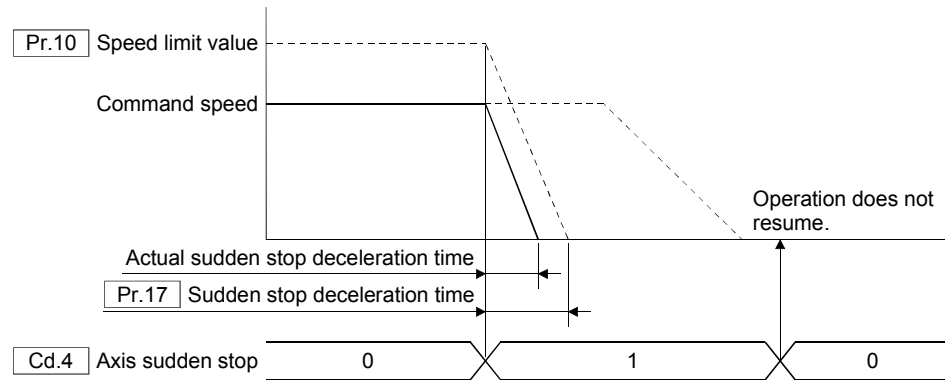 Pr.10 Speed limit value
Command speed
Operation does not
resume.
Actual sudden stop deceleration time
Pr.17 Sudden stop deceleration time
Cd.4 Axis sudden stop 0 1 0